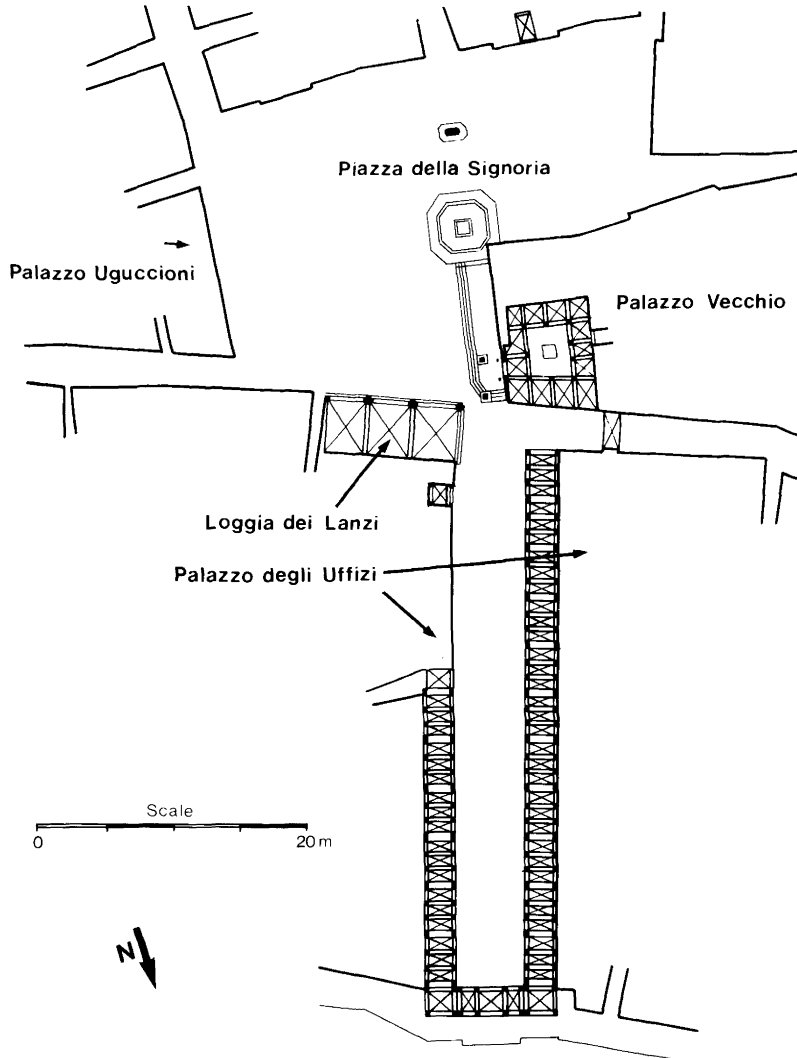 Piazza della Signoria
Palazzo Uguccioni
Palazzo Vecchio
Loggia dei Lanzi
Palazzo degli Uffizi
Scale
0 20 m
N